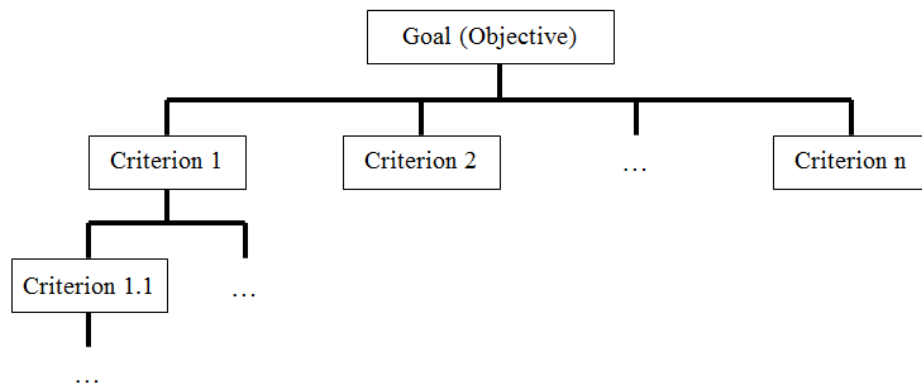 Goal (Objective)
Criterion 1
Criterion 2
…
Criterion n
Criterion 1.1
…
…